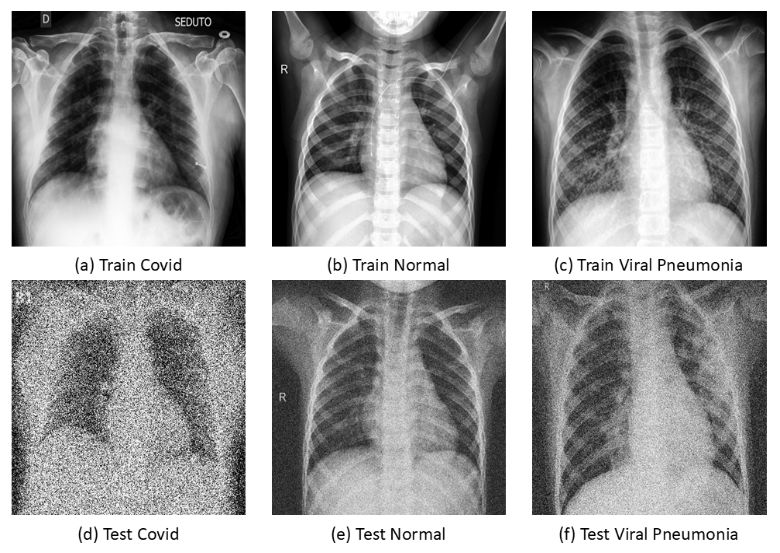 D
SEDUTO
R
(a) Train Covid
(b) Train Normal
(c) Train Viral Pneumonia
R
R
(d) Test Covid
(e) Test Normal
(f) Test Viral Pneumonia